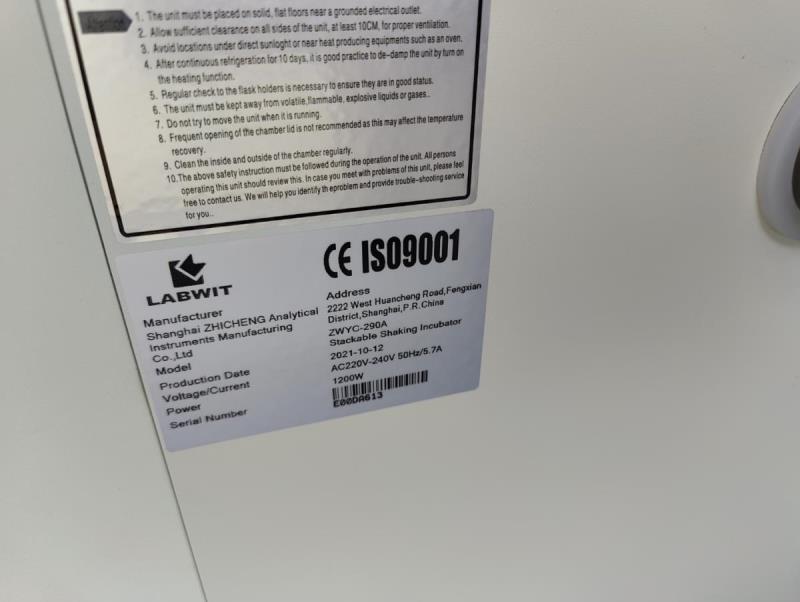 1. The unit must be placed on solid, flat floors near a grounded electrical outlet.
2. Allow sufficient clearance on all sides of the unit, at least 10CM, for proper ventilation.
3. Avoid locations under direct sunloght or near heat producing equipments such as an oven.
4. After continuous refrigeration for 10 days, it is good practice to de-damp the unit by turn on
the heating function.
5. Regular check to the flask holders is necessary to ensure they are in good status.
6. The unit must be kept away from volatile,flammable, explosive liquids or gases..
7. Do not try to move the unit when it is running.
8. Frequent opening of the chamber lid is not recommended as this may affect the temperature
recovery.
9. Clean the inside and outside of the chamber regularly.
10.The above safety instruction must be followed during the operation of the unit. All persons
operating this unit should review this. In case you meet with problems of this unit, please feel
free to contact us. We will help you identify th eproblem and provide trouble-shooting service
for you..
LABWIT
CE ISO9001
Manufacturer
Shanghai ZHICHENG Analytical
Instruments Manufacturing
Co.,Ltd
Address
2222 West Huancheng Road,Fengxian
District,Shanghai,P.R.China
Model
ZWYC-290A
Stackable Shaking Incubator
Production Date
2021-10-12
Voltage/Current
AC220V-240V 50Hz/5.7A
Power
1200W
Serial Number
E00DA613